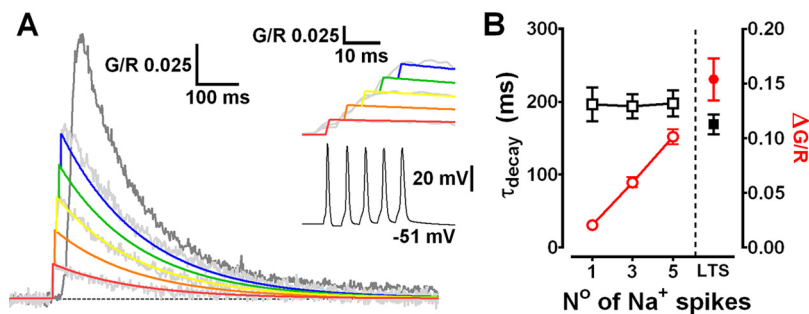 A
G/R 0.025
100 ms
G/R 0.025
10 ms
20 mV
-51 mV
B
300
200
100
0
τdecay (ms)
0.20
0.15
0.10
0.05
0.00
ΔG/R
1 3 5 LTS
Nº of Na+ spikes